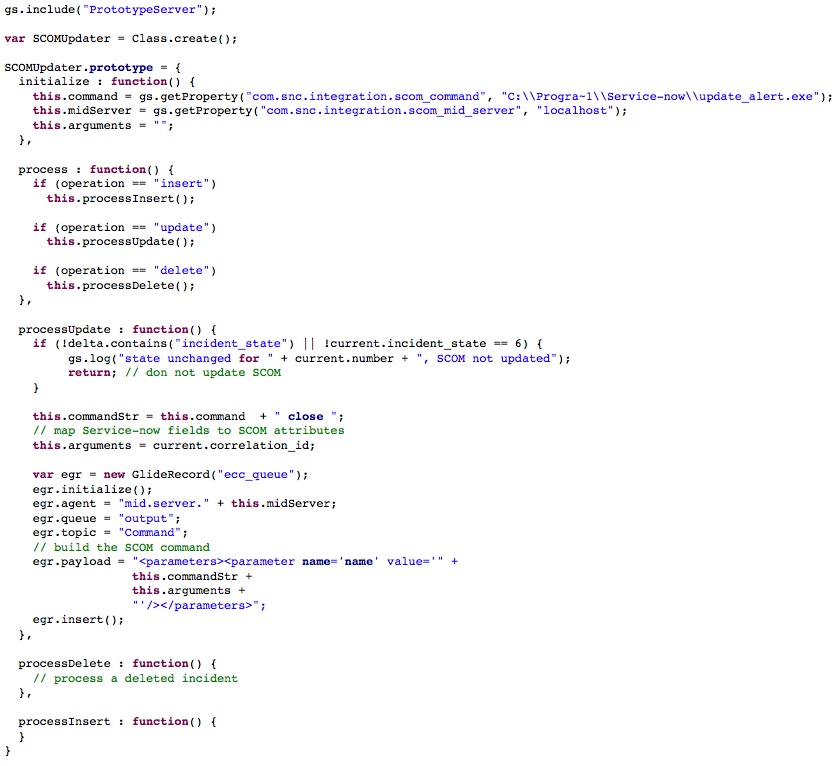 gs.include("PrototypeServer");

var SCOMUpdater = Class.create();

SCOMUpdater.prototype = {
  initialize : function() {
    this.command = gs.getProperty("com.snc.integration.scom_command", "C:\\Progra~1\\Service-now\\update_alert.exe");
    this.midServer = gs.getProperty("com.snc.integration.scom_mid_server", "localhost");
    this.arguments = "";
  },

  process : function() {
    if (operation == "insert")
      this.processInsert();

    if (operation == "update")
      this.processUpdate();

    if (operation == "delete")
      this.processDelete();
  },

  processUpdate : function() {
    if (!delta.contains("incident_state") || !current.incident_state == 6) {
         gs.log("state unchanged for " + current.number + ", SCOM not updated");
         return; // don not update SCOM
    }

    this.commandStr = this.command  + " close ";
    // map Service-now fields to SCOM attributes
    this.arguments = current.correlation_id;

    var egr = new GlideRecord("ecc_queue");
    egr.initialize();
    egr.agent = "mid.server." + this.midServer;
    egr.queue = "output";
    egr.topic = "Command";
    // build the SCOM command
    egr.payload = "<parameters><parameter name='name' value='" +
                  this.commandStr +
                  this.arguments +
                  "'/></parameters>";
    egr.insert();
  },

  processDelete : function() {
    // process a deleted incident
  },

  processInsert : function() {
  }
}